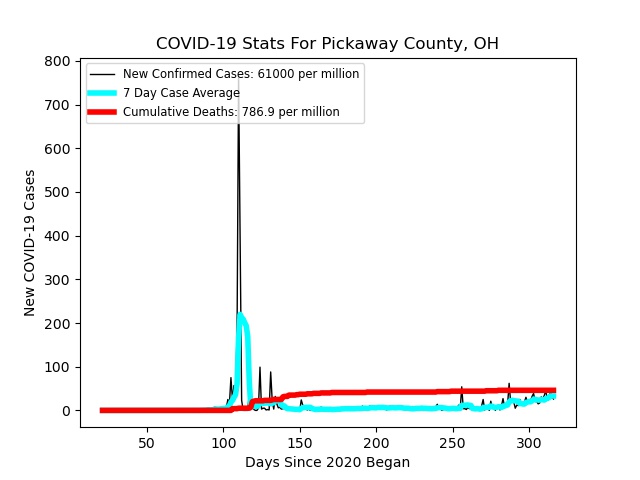 COVID-19 Stats For Pickaway County, OH
New Confirmed Cases: 61000 per million
7 Day Case Average
Cumulative Deaths: 786.9 per million
New COVID-19 Cases
800
700
600
500
400
300
200
100
0
50 100 150 200 250 300
Days Since 2020 Began